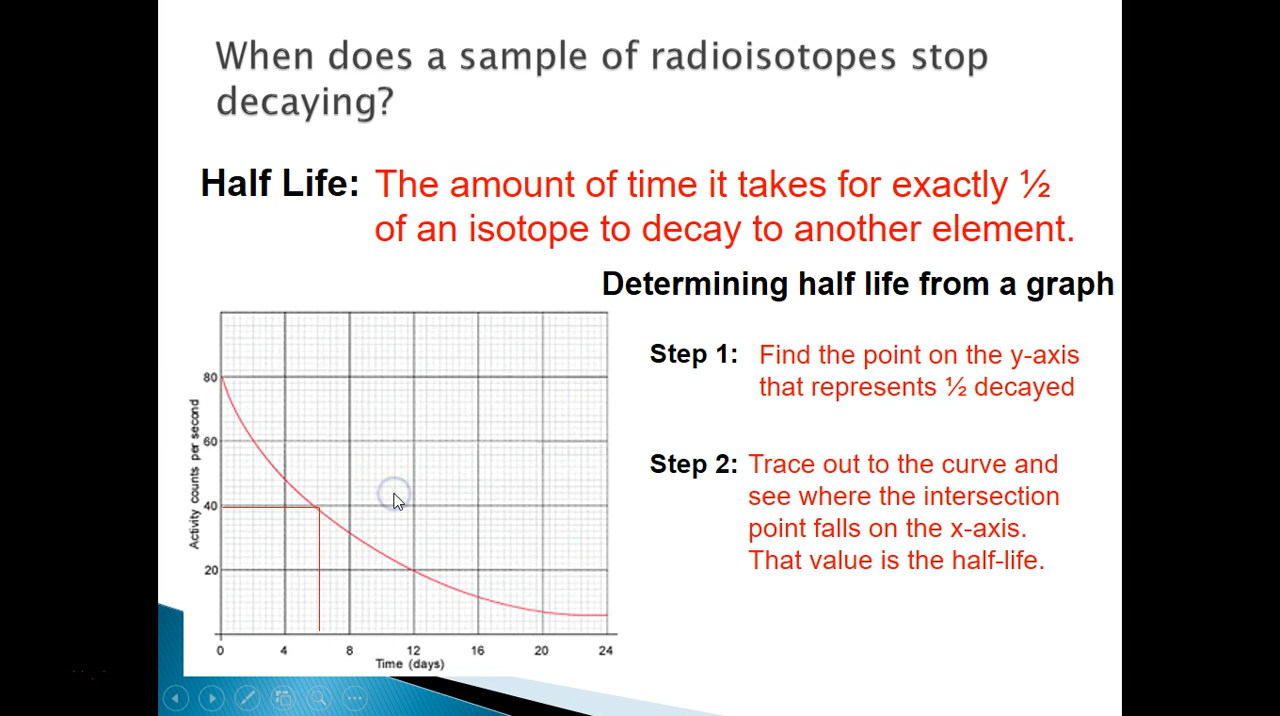 When does a sample of radioisotopes stop
decaying?
Half Life: The amount of time it takes for exactly ½
of an isotope to decay to another element.
Determining half life from a graph
Step 1: Find the point on the y-axis
that represents ½ decayed
Step 2: Trace out to the curve and
see where the intersection
point falls on the x-axis.
That value is the half-life.
Activity counts per second
80
60
40
20
0 4 8 12 16 20 24
Time (days)